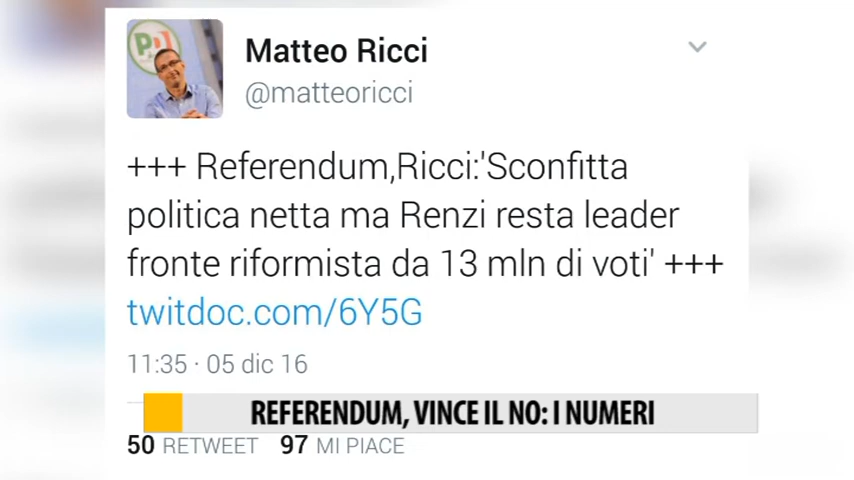 PD
Matteo Ricci
@matteoricci
+++ Referendum,Ricci:'Sconfitta
politica netta ma Renzi resta leader
fronte riformista da 13 mln di voti' +++
twitdoc.com/6Y5G
11:35 · 05 dic 16
REFERENDUM, VINCE IL NO: I NUMERI
50 RETWEET 97 MI PIACE